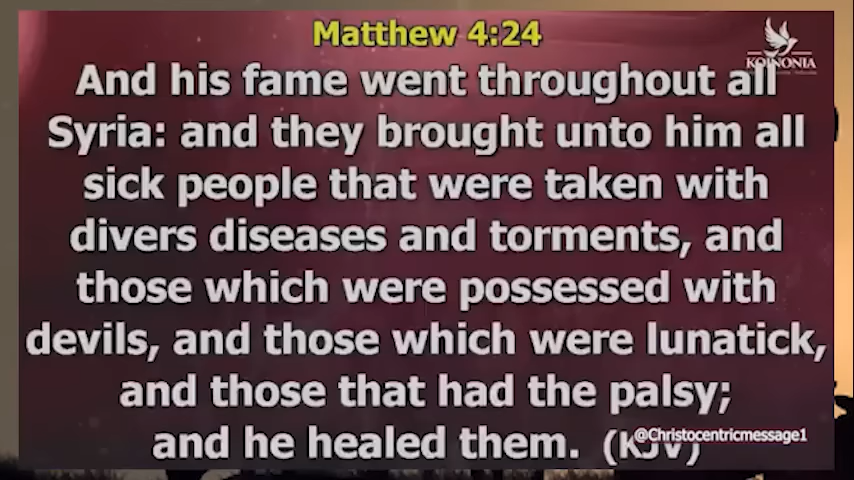 Matthew 4:24
KOINONIA
And his fame went throughout all
Syria: and they brought unto him all
sick people that were taken with
divers diseases and torments, and
those which were possessed with
devils, and those which were lunatick,
and those that had the palsy;
and he healed them. (KJV)
@Christocentricmessage1